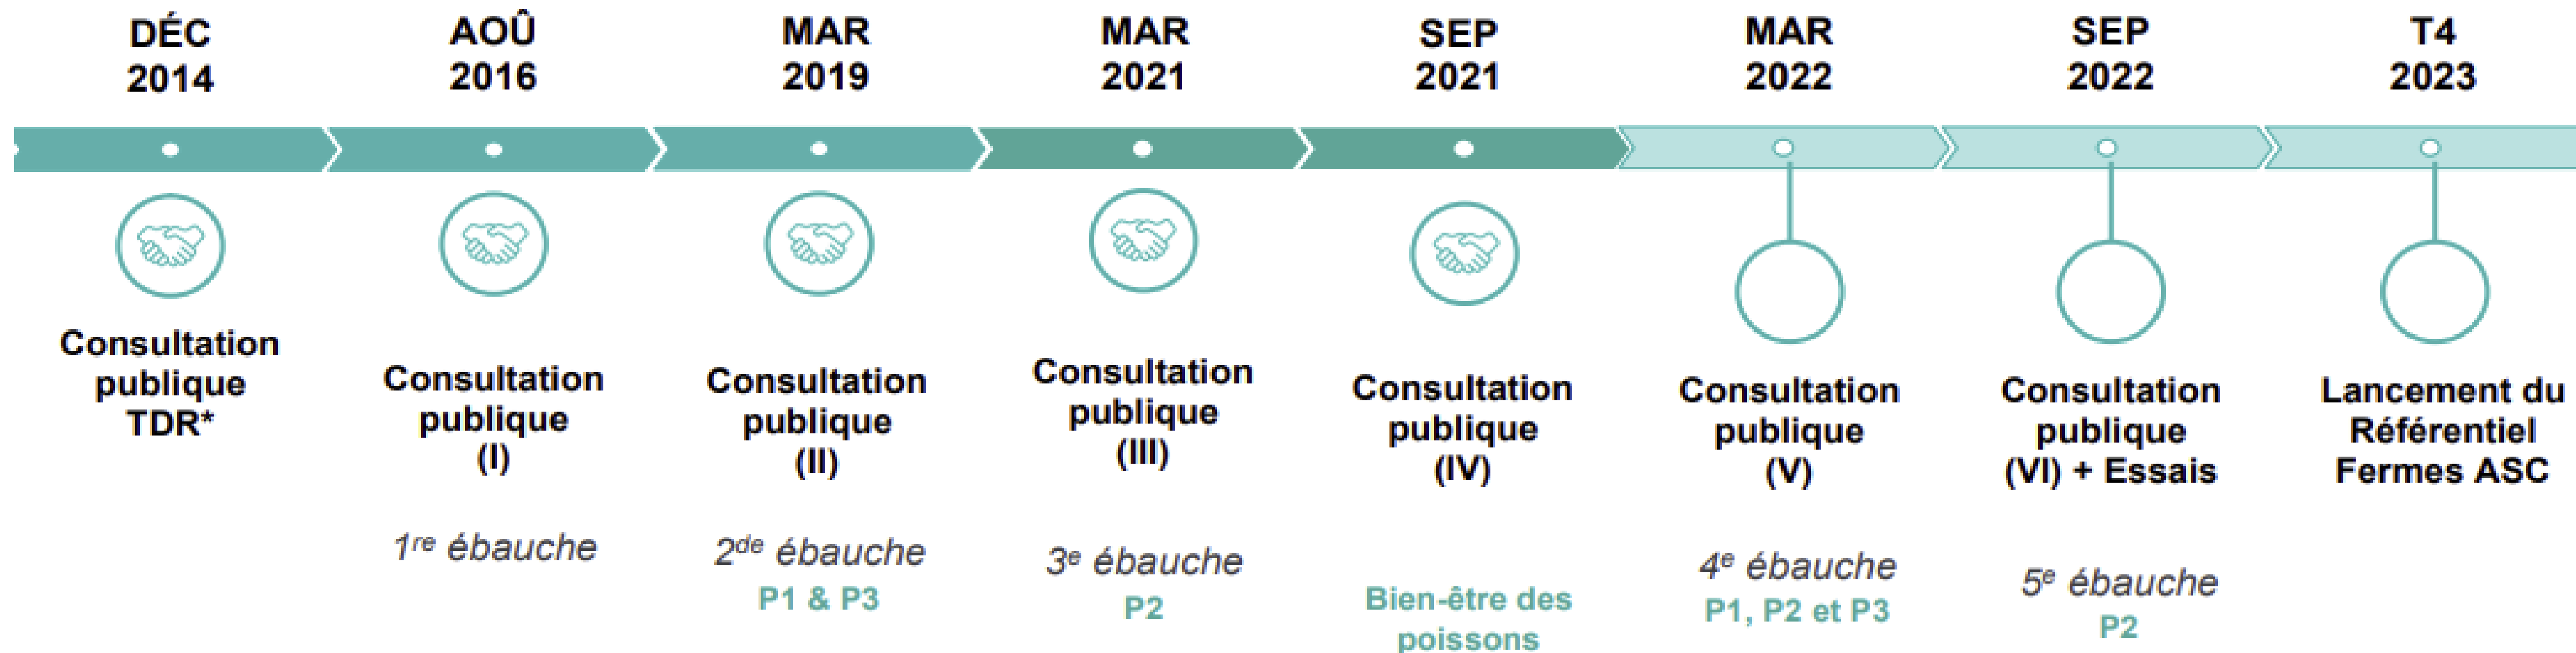 DÉC
2014
AOÛ
2016
MAR
2019
MAR
2021
SEP
2021
MAR
2022
SEP
2022
T4
2023
Consultation
publique
TDR*
Consultation
publique
(I)
1re ébauche
Consultation
publique
(II)
2de ébauche
P1 & P3
Consultation
publique
(III)
3e ébauche
P2
Consultation
publique
(IV)
Bien-être des
poissons
Consultation
publique
(V)
4e ébauche
P1, P2 et P3
Consultation
publique
(VI) + Essais
5e ébauche
P2
Lancement du
Référentiel
Fermes ASC